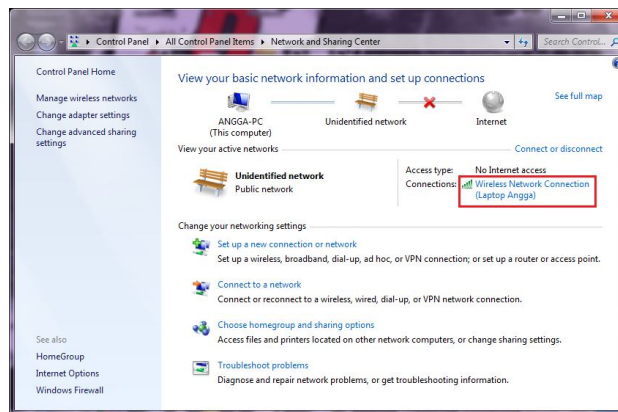 Control Panel ▸ All Control Panel Items ▸ Network and Sharing Center
Search Control...
Control Panel Home
Manage wireless networks
Change adapter settings
Change advanced sharing
settings
See also
HomeGroup
Internet Options
Windows Firewall
View your basic network information and set up connections
See full map
ANGGA-PC
(This computer)
Unidentified network
Internet
View your active networks
Connect or disconnect
Unidentified network
Public network
Access type: No Internet access
Connections: Wireless Network Connection
(Laptop Angga)
Change your networking settings
Set up a new connection or network
Set up a wireless, broadband, dial-up, ad hoc, or VPN connection; or set up a router or access point.
Connect to a network
Connect or reconnect to a wireless, wired, dial-up, or VPN network connection.
Choose homegroup and sharing options
Access files and printers located on other network computers, or change sharing settings.
Troubleshoot problems
Diagnose and repair network problems, or get troubleshooting information.